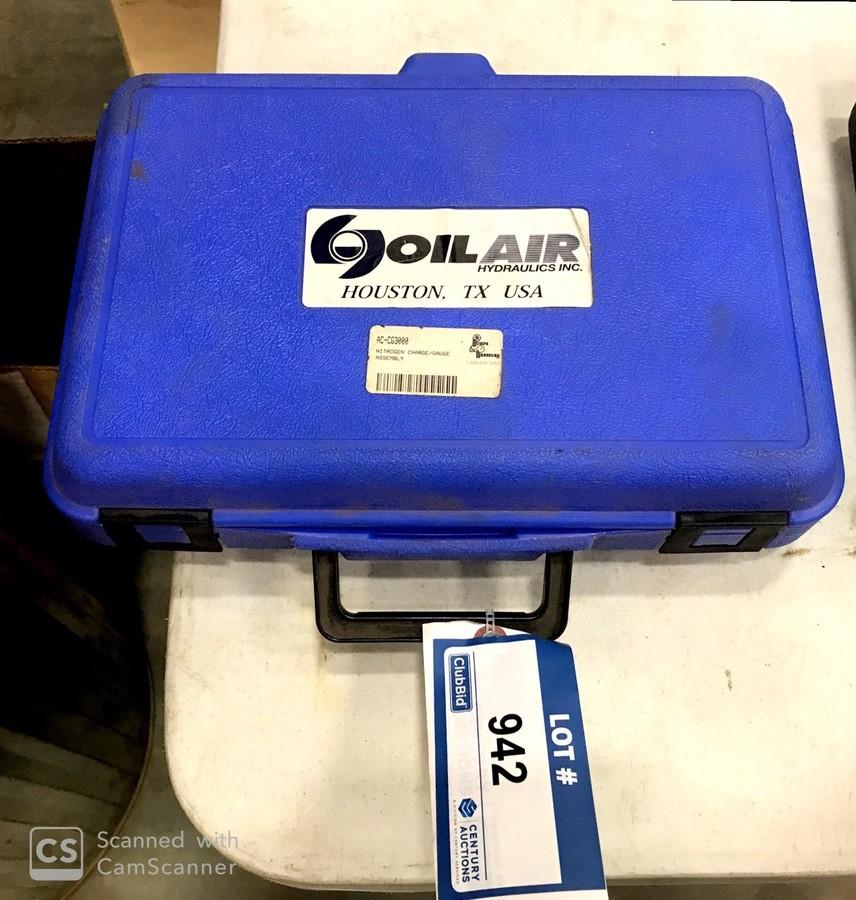 OILAIR
HYDRAULICS INC.
HOUSTON, TX USA
AC-CG3000
NITROGEN CHARGE/GAUGE
ASSEMBLY
LOT #
942
ClubBid
CENTURY
AUCTIONS
CS
Scanned with
CamScanner